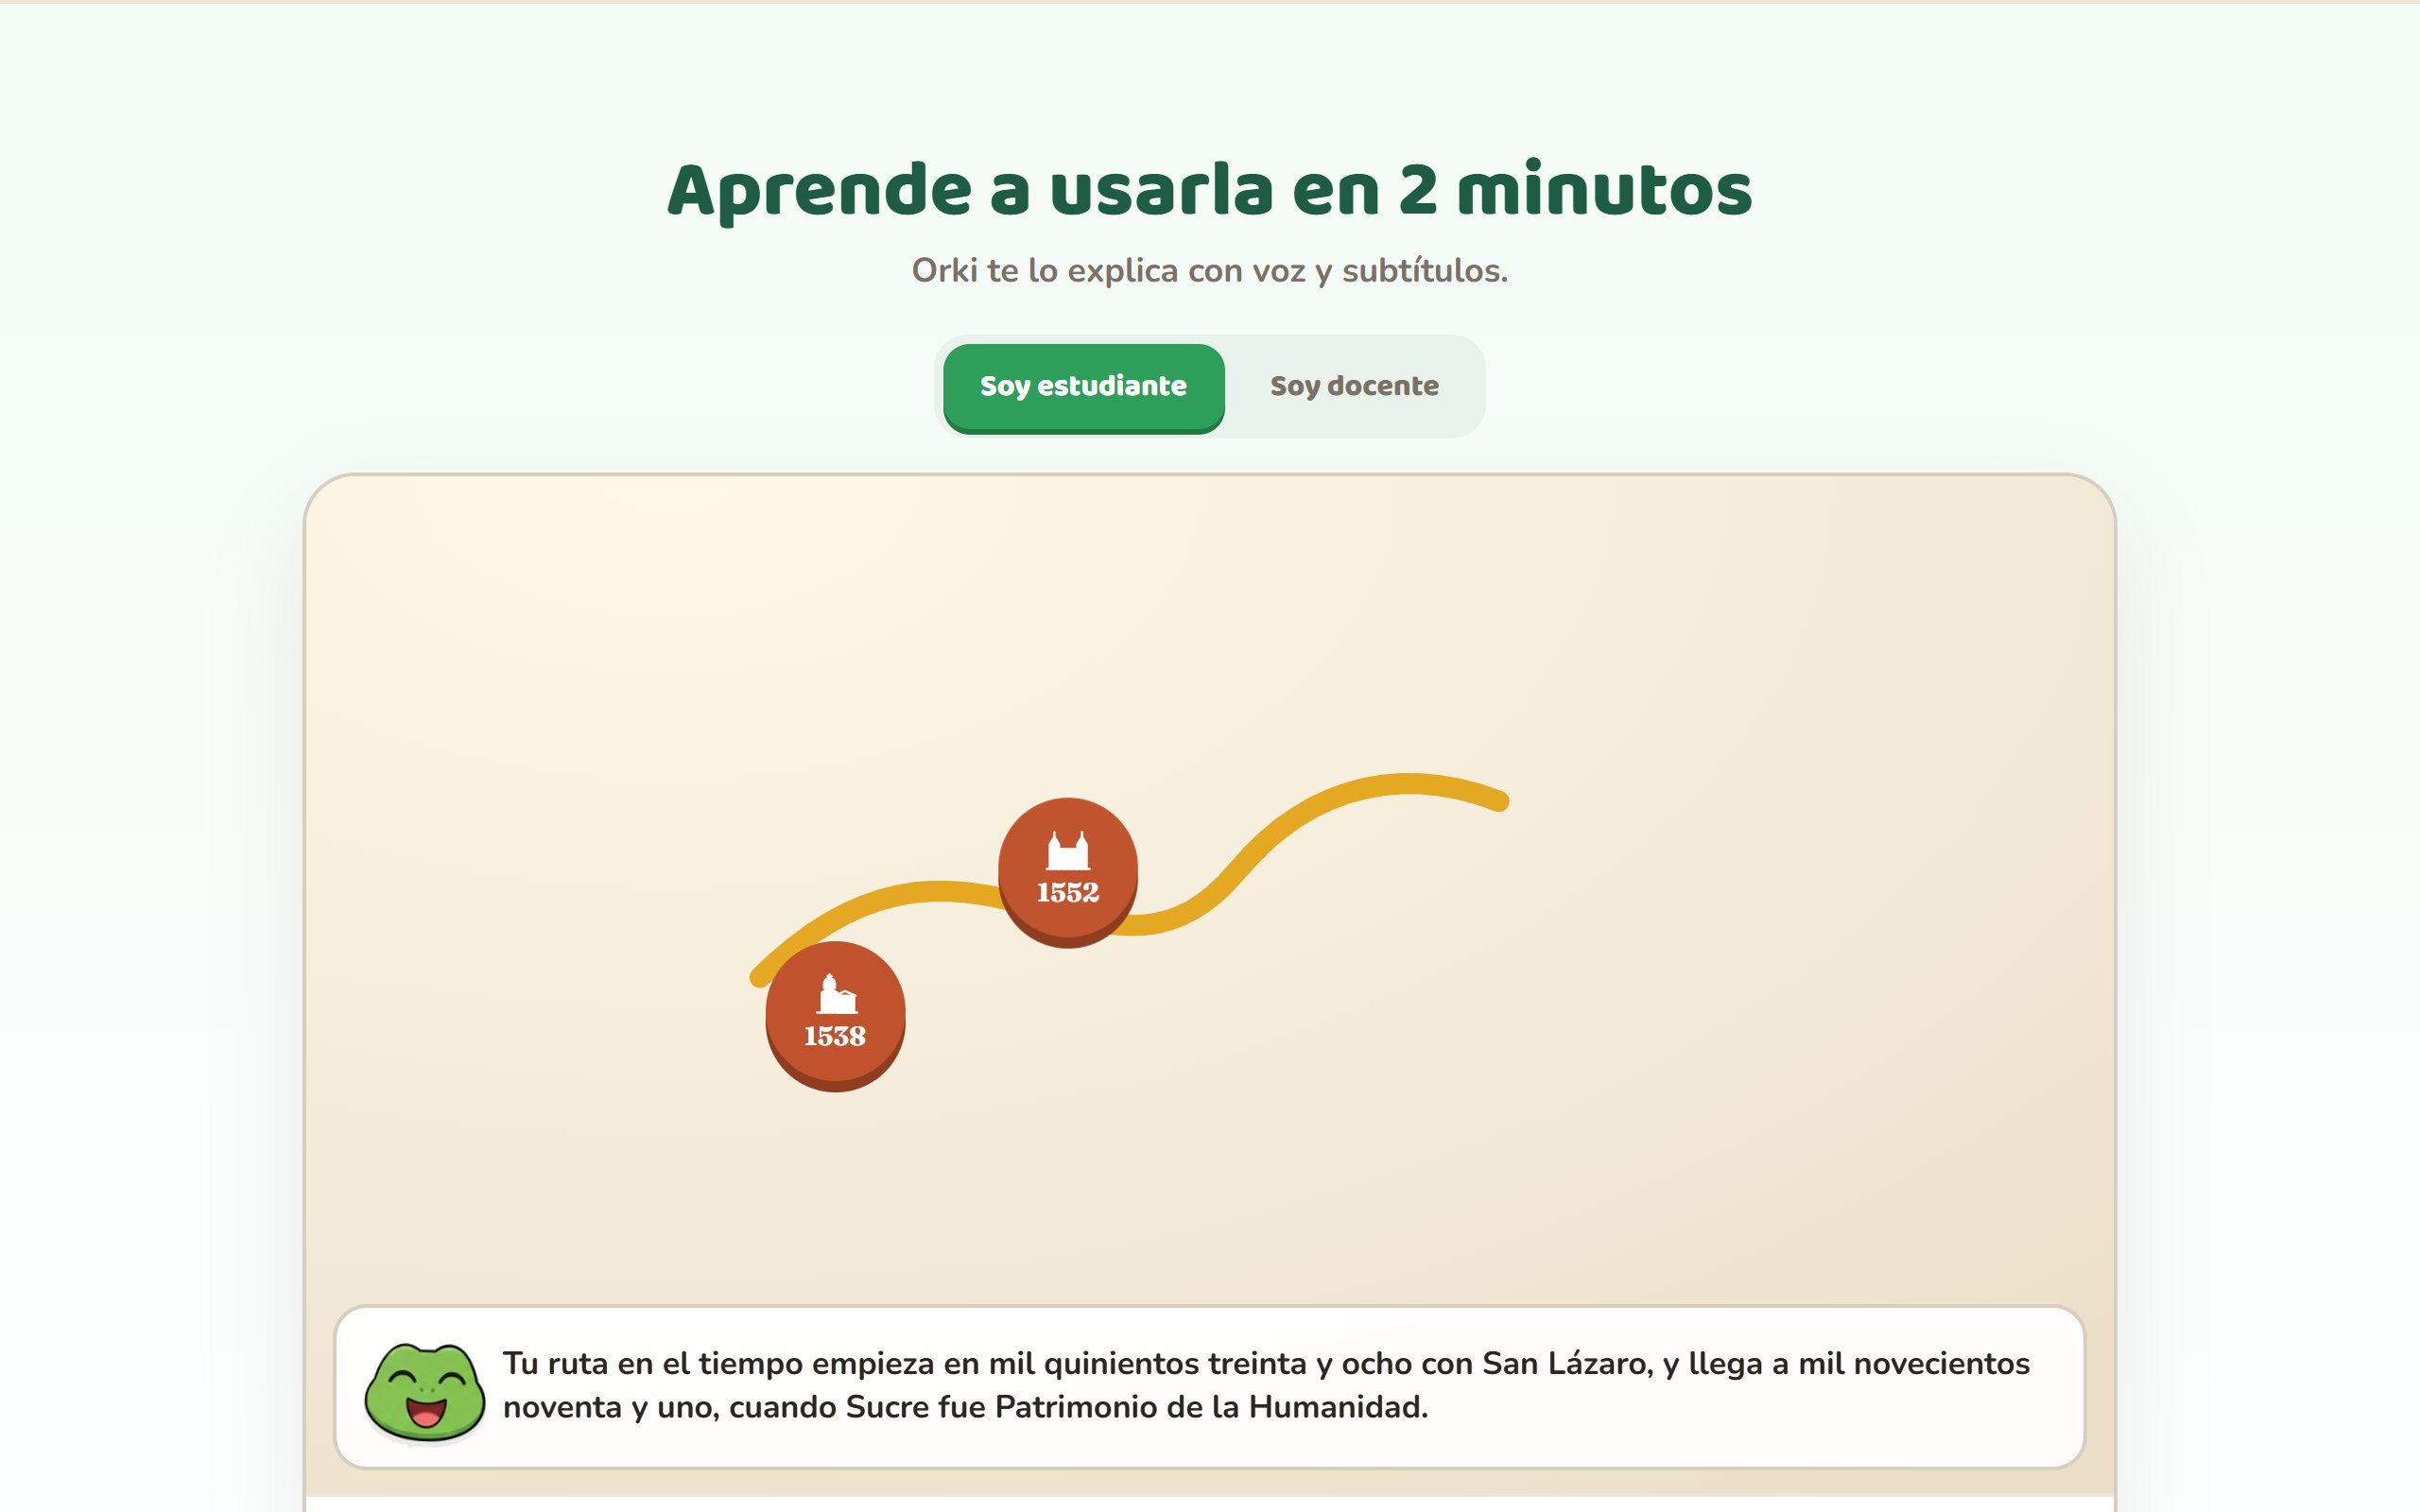 Aprende a usarla en 2 minutos
Orki te lo explica con voz y subtítulos.
Soy estudiante
Soy docente
1552
1538
Tu ruta en el tiempo empieza en mil quinientos treinta y ocho con San Lázaro, y llega a mil novecientos
noventa y uno, cuando Sucre fue Patrimonio de la Humanidad.